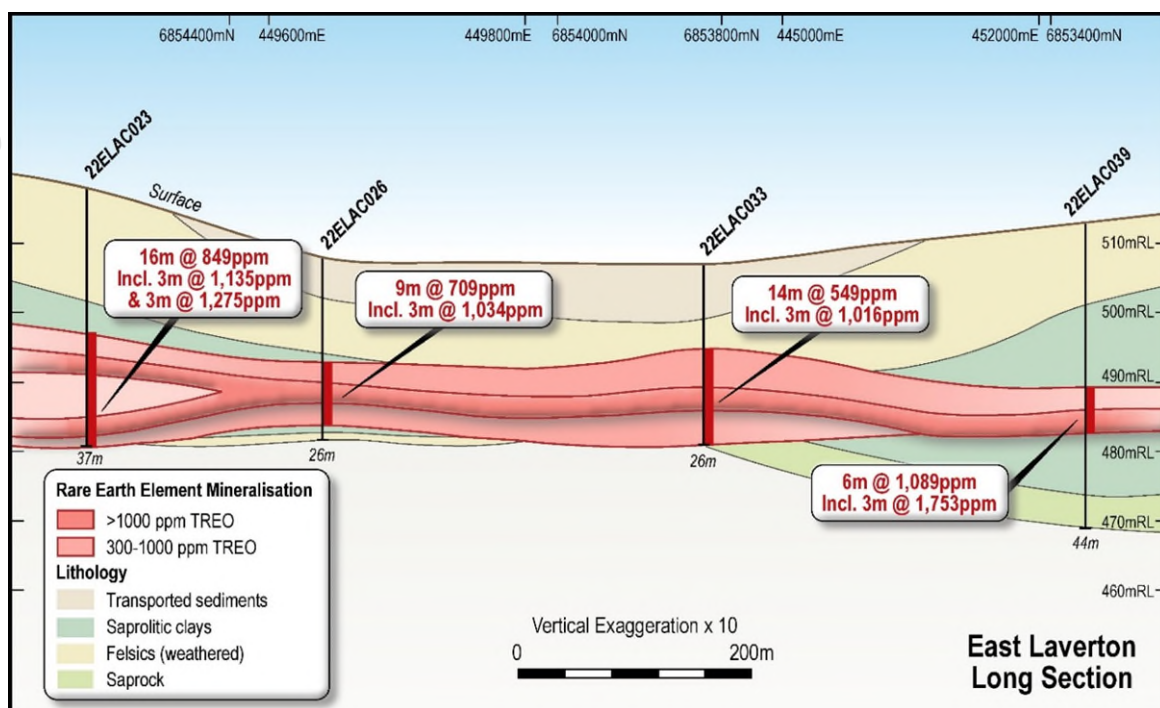 6854400mN 449600mE 449800mE 6854000mN 6853800mN 445000mE 452000mE 6853400mN
22ELAC023
Surface
22ELAC026
22ELAC033
22ELAC039
16m @ 849ppm
Incl. 3m @ 1,135ppm
& 3m @ 1,275ppm
9m @ 709ppm
Incl. 3m @ 1,034ppm
14m @ 549ppm
Incl. 3m @ 1,016ppm
6m @ 1,089ppm
Incl. 3m @ 1,753ppm
510mRL
500mRL
490mRL
480mRL
470mRL
460mRL
37m
26m
26m
44m
Rare Earth Element Mineralisation
>1000 ppm TREO
300-1000 ppm TREO
Lithology
Transported sediments
Saprolitic clays
Felsics (weathered)
Saprock
Vertical Exaggeration x 10
0 200m
East Laverton
Long Section